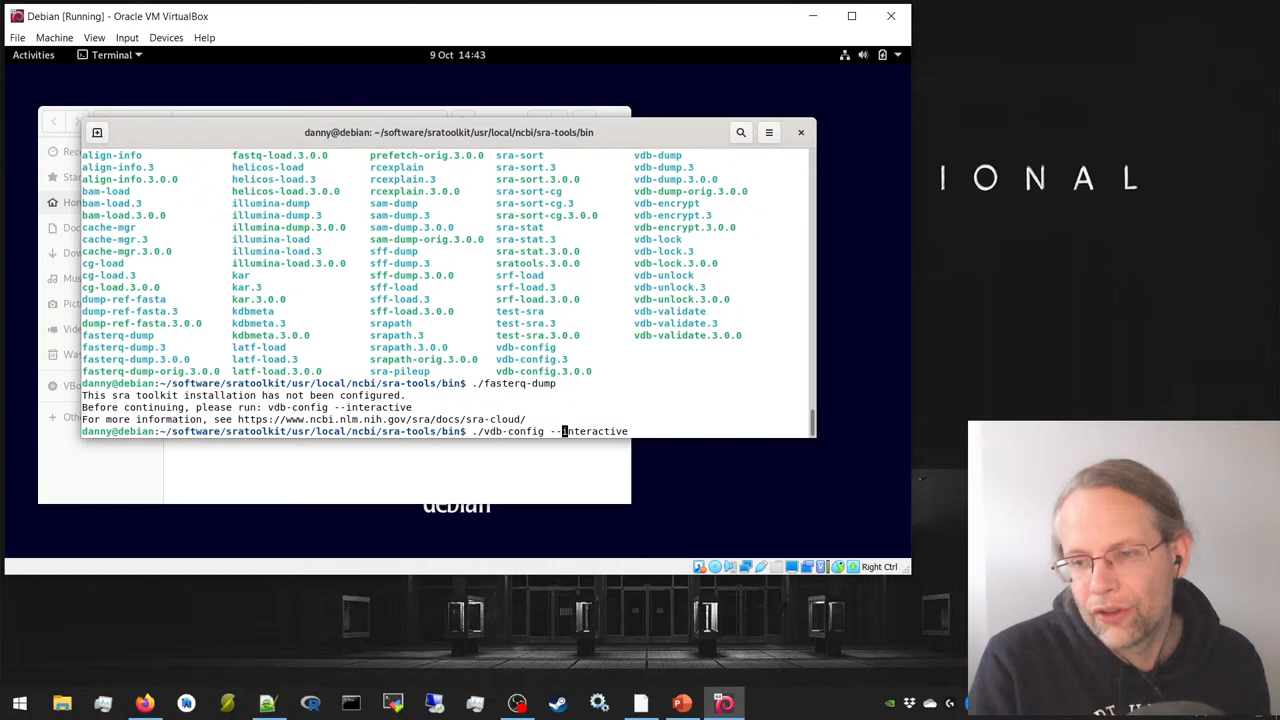 Debian [Running] - Oracle VM VirtualBox
File Machine View Input Devices Help
Activities Terminal 9 Oct 14:43
danny@debian: ~/software/sratoolkit/usr/local/ncbi/sra-tools/bin
IONAL
align-info fastq-load.3.0.0 prefetch-orig.3.0.0 sra-sort vdb-dump
align-info.3 helicos-load rcexplain sra-sort.3 vdb-dump.3
align-info.3.0.0 helicos-load.3 rcexplain.3 sra-sort.3.0.0 vdb-dump.3.0.0
bam-load helicos-load.3.0.0 rcexplain.3.0.0 sra-sort-cg vdb-dump-orig.3.0.0
bam-load.3 illumina-dump sam-dump sra-sort-cg.3 vdb-encrypt
bam-load.3.0.0 illumina-dump.3 sam-dump.3 sra-sort-cg.3.0.0 vdb-encrypt.3
cache-mgr illumina-dump.3.0.0 sam-dump.3.0.0 sra-stat vdb-encrypt.3.0.0
cache-mgr.3 illumina-load sam-dump-orig.3.0.0 sra-stat.3 vdb-lock
cache-mgr.3.0.0 illumina-load.3 sff-dump sra-stat.3.0.0 vdb-lock.3
cg-load illumina-load.3.0.0 sff-dump.3 sratools.3.0.0 vdb-lock.3.0.0
cg-load.3 kar sff-dump.3.0.0 srf-load vdb-unlock
cg-load.3.0.0 kar.3 sff-load srf-load.3 vdb-unlock.3
dump-ref-fasta kar.3.0.0 sff-load.3 srf-load.3.0.0 vdb-unlock.3.0.0
dump-ref-fasta.3 kdbmeta sff-load.3.0.0 test-sra vdb-validate
dump-ref-fasta.3.0.0 kdbmeta.3 srapath test-sra.3 vdb-validate.3
fasterq-dump kdbmeta.3.0.0 srapath.3 test-sra.3.0.0 vdb-validate.3.0.0
fasterq-dump.3 latf-load srapath.3.0.0 vdb-config
fasterq-dump.3.0.0 latf-load.3 srapath-orig.3.0.0 vdb-config.3
fasterq-dump-orig.3.0.0 latf-load.3.0.0 sra-pileup vdb-config.3.0.0
danny@debian:~/software/sratoolkit/usr/local/ncbi/sra-tools/bin$ ./fasterq-dump
This sra toolkit installation has not been configured.
Before continuing, please run: vdb-config --interactive
For more information, see https://www.ncbi.nlm.nih.gov/sra/docs/sra-cloud/
danny@debian:~/software/sratoolkit/usr/local/ncbi/sra-tools/bin$ ./vdb-config --interactive
Rec
Star
Hom
Doc
Dow
Mus
Pict
Vide
Was
VBo
Oth
debian
Right Ctrl